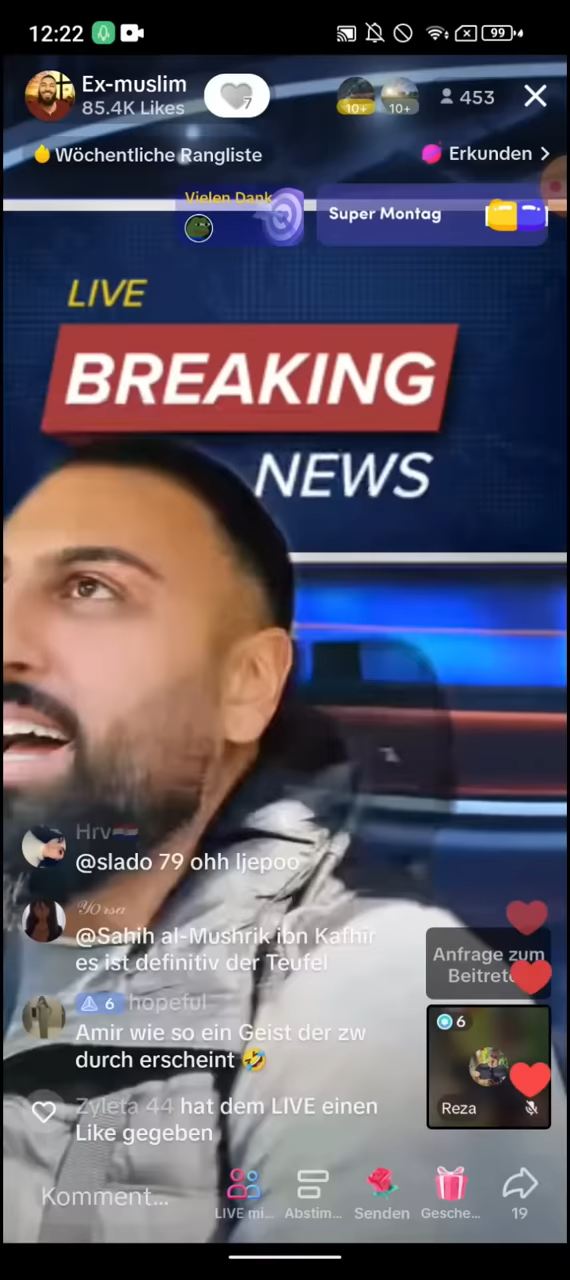 12:22
99
Ex-muslim
85.4K Likes
7
10+
10+
453
Wöchentliche Rangliste
Erkunden
Vielen Dank
Super Montag
LIVE
BREAKING
NEWS
Hrv
@slado 79 ohh ljepoo
Yorsa
@Sahih al-Mushrik ibn Kafhir
es ist definitiv der Teufel
6 hopeful
Amir wie so ein Geist der zw
durch erscheint 🤣
Zyleta 44 hat dem LIVE einen
Like gegeben
Anfrage zum
6
Reza
Komment...
LIVE mi...
Abstim...
Senden
Gesche...
19